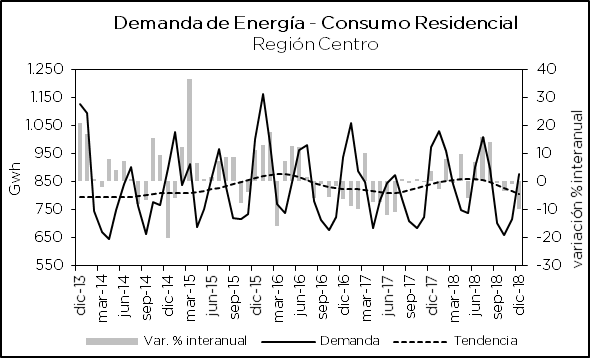 Demanda de Energía - Consumo Residencial
Región Centro
1.250
1.150
1.050
950
850
750
650
550
Gwh
40
30
20
10
0
-10
-20
-30
variación % interanual
dic-13
mar-14
jun-14
sep-14
dic-14
mar-15
jun-15
sep-15
dic-15
mar-16
jun-16
sep-16
dic-16
mar-17
jun-17
sep-17
dic-17
mar-18
jun-18
sep-18
dic-18
Var. % interanual
Demanda
Tendencia